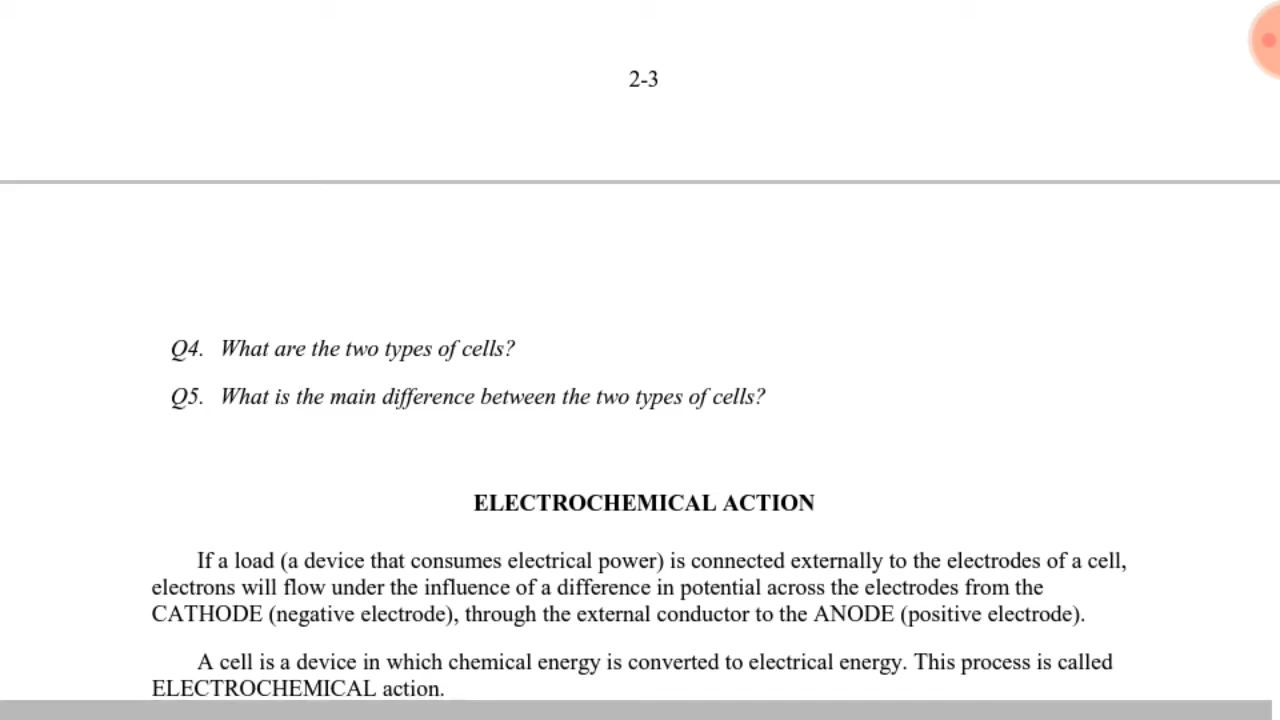 2-3
Q4. What are the two types of cells?
Q5. What is the main difference between the two types of cells?
ELECTROCHEMICAL ACTION
If a load (a device that consumes electrical power) is connected externally to the electrodes of a cell,
electrons will flow under the influence of a difference in potential across the electrodes from the
CATHODE (negative electrode), through the external conductor to the ANODE (positive electrode).
A cell is a device in which chemical energy is converted to electrical energy. This process is called
ELECTROCHEMICAL action.